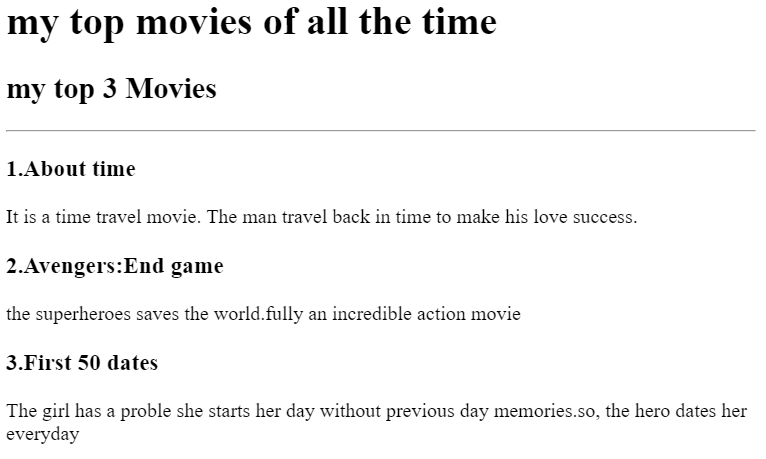 my top movies of all the time
my top 3 Movies
1.About time
It is a time travel movie. The man travel back in time to make his love success.
2.Avengers:End game
the superheroes saves the world.fully an incredible action movie
3.First 50 dates
The girl has a proble she starts her day without previous day memories.so, the hero dates her
everyday